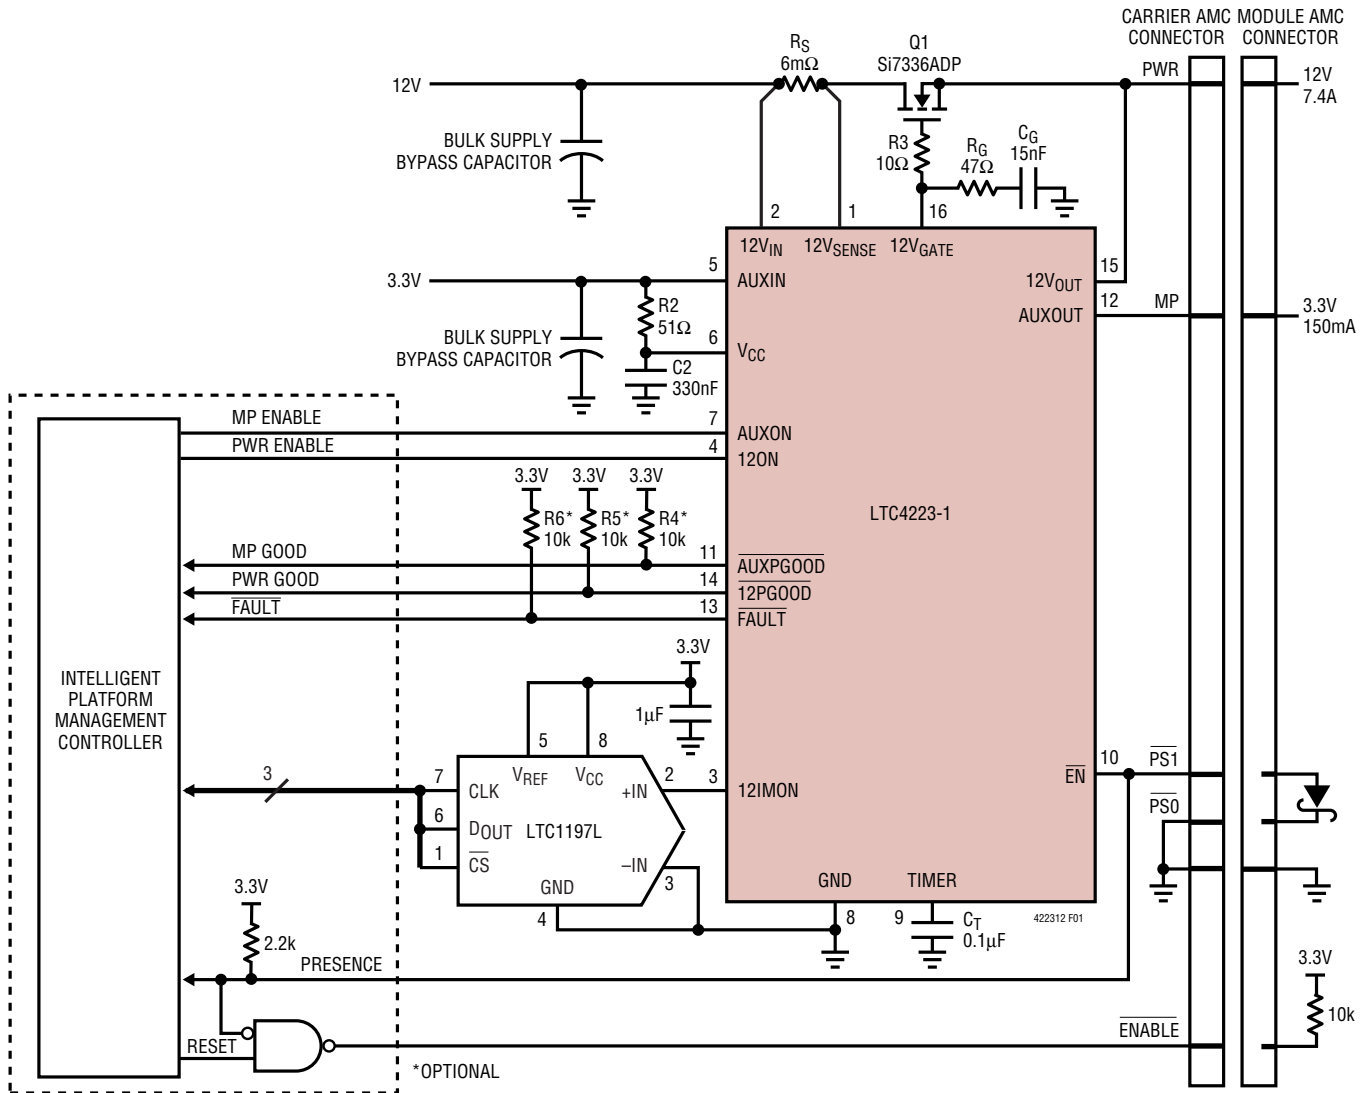 CARRIER AMC
CONNECTOR
MODULE AMC
CONNECTOR
RS
6mΩ
Q1
Si7336ADP
PWR
12V
12V
7.4A
BULK SUPPLY
BYPASS CAPACITOR
R3
10Ω
RG
47Ω
CG
15nF
2
1
16
12VIN
12VSENSE
12VGATE
3.3V
5
AUXIN
15
12VOUT
R2
51Ω
12
MP
AUXOUT
3.3V
150mA
BULK SUPPLY
BYPASS CAPACITOR
6
VCC
C2
330nF
MP ENABLE
7
AUXON
PWR ENABLE
4
12ON
3.3V
3.3V
3.3V
R6*
10k
R5*
10k
R4*
10k
LTC4223-1
MP GOOD
11
AUXPGOOD
PWR GOOD
14
12PGOOD
FAULT
13
FAULT
INTELLIGENT
PLATFORM
MANAGEMENT
CONTROLLER
3.3V
1µF
5
8
VREF
VCC
3
7
CLK
+IN
2
3
12IMON
10
EN
PS1
PS0
6
DOUT
LTC1197L
1
CS
–IN
3
GND
4
GND
8
TIMER
9
CT
0.1µF
422312 F01
3.3V
2.2k
PRESENCE
3.3V
10k
RESET
ENABLE
*OPTIONAL